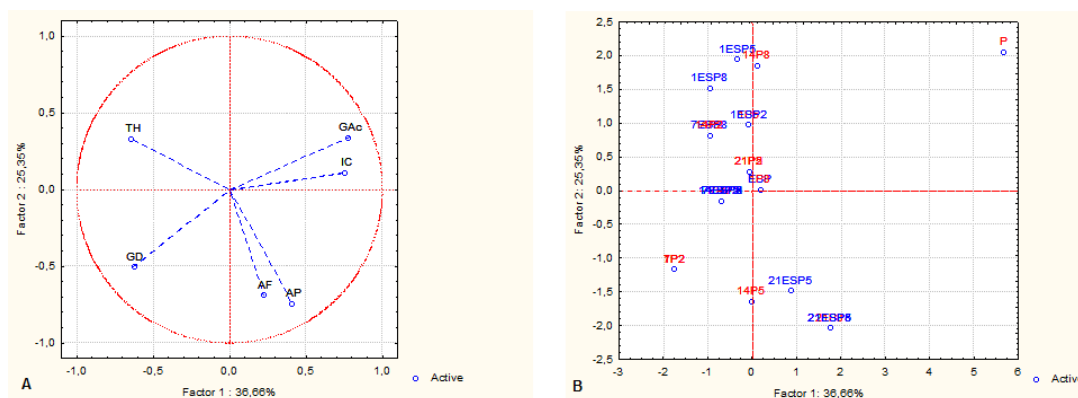 1,0
0,5
0,0
-0,5
-1,0
Factor 2 : 25,35%
TH
GAc
IC
GD
AF
AP
-1,0 -0,5 0,0 0,5 1,0
Factor 1 : 36,66%
A
Active
2,5
2,0
1,5
1,0
0,5
0,0
-0,5
-1,0
-1,5
-2,0
-2,5
Factor 2: 25,35%
P
1ESP5
14P8
1ESP8
21ESP5
14P5
-3 -2 -1 0 1 2 3 4 5 6
Factor 1: 36,66%
B
Active